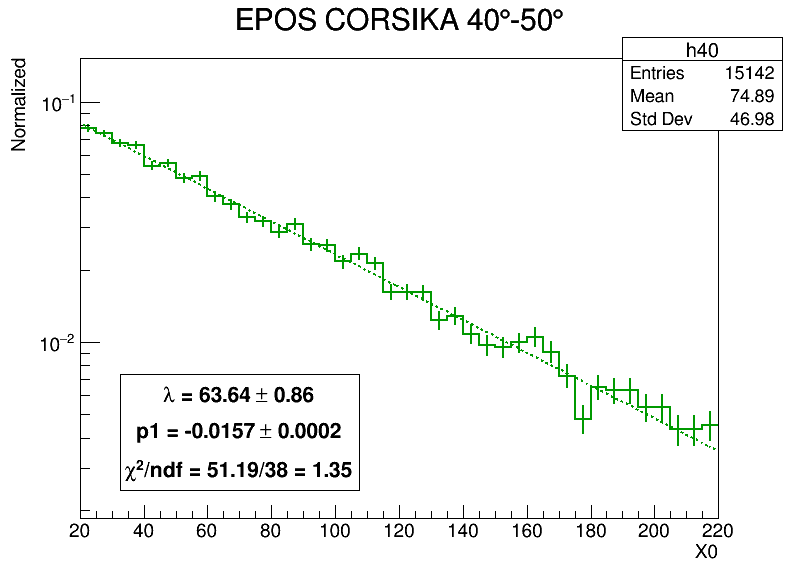 EPOS CORSIKA 40°-50°
h40
Entries 15142
Mean 74.89
Std Dev 46.98
Normalized
10⁻¹
10⁻²
λ = 63.64 ± 0.86
p1 = -0.0157 ± 0.0002
χ²/ndf = 51.19/38 = 1.35
20 40 60 80 100 120 140 160 180 200 220
X0